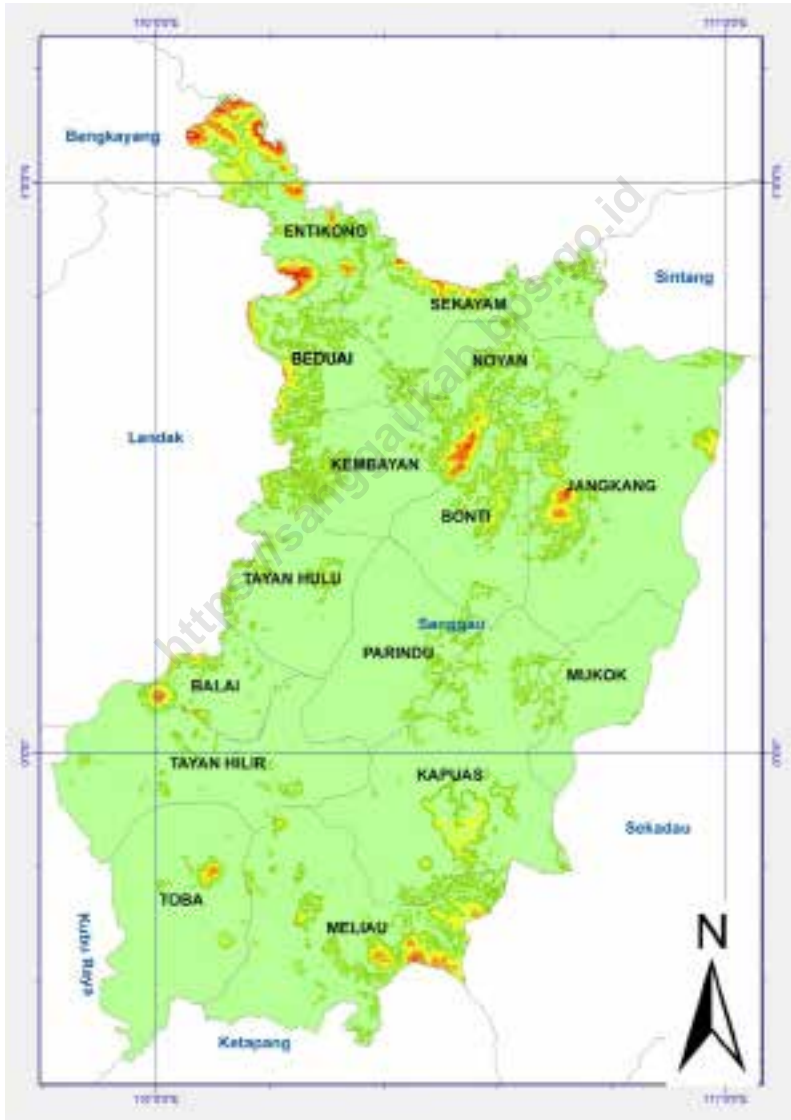 Bengkayang
ENTIKONG
Sintang
SEKAYAM
BEDUAI
NOYAN
Landak
KEMBAYAN
JANGKANG
BONTI
TAYAN HULU
Sanggau
PARINDU
MUKOK
BALAI
TAYAN HILIR
KAPUAS
Sekadau
TOBA
MELIAU
Kubu Raya
N
Ketapang
https://sanggaukab.bps.go.id